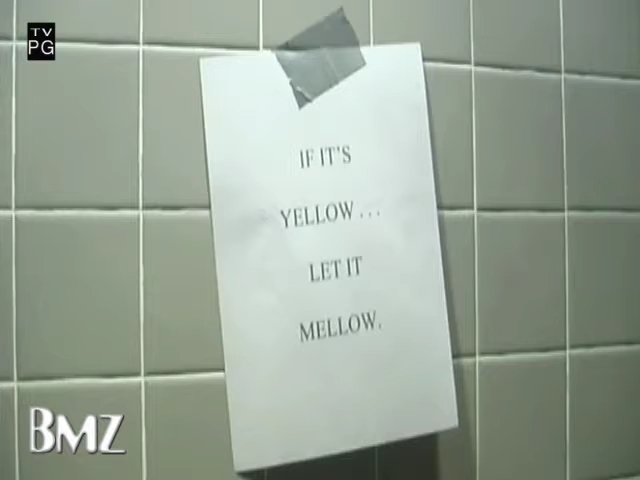 TV
PG
IF IT'S
YELLOW...
LET IT
MELLOW.
BMZ